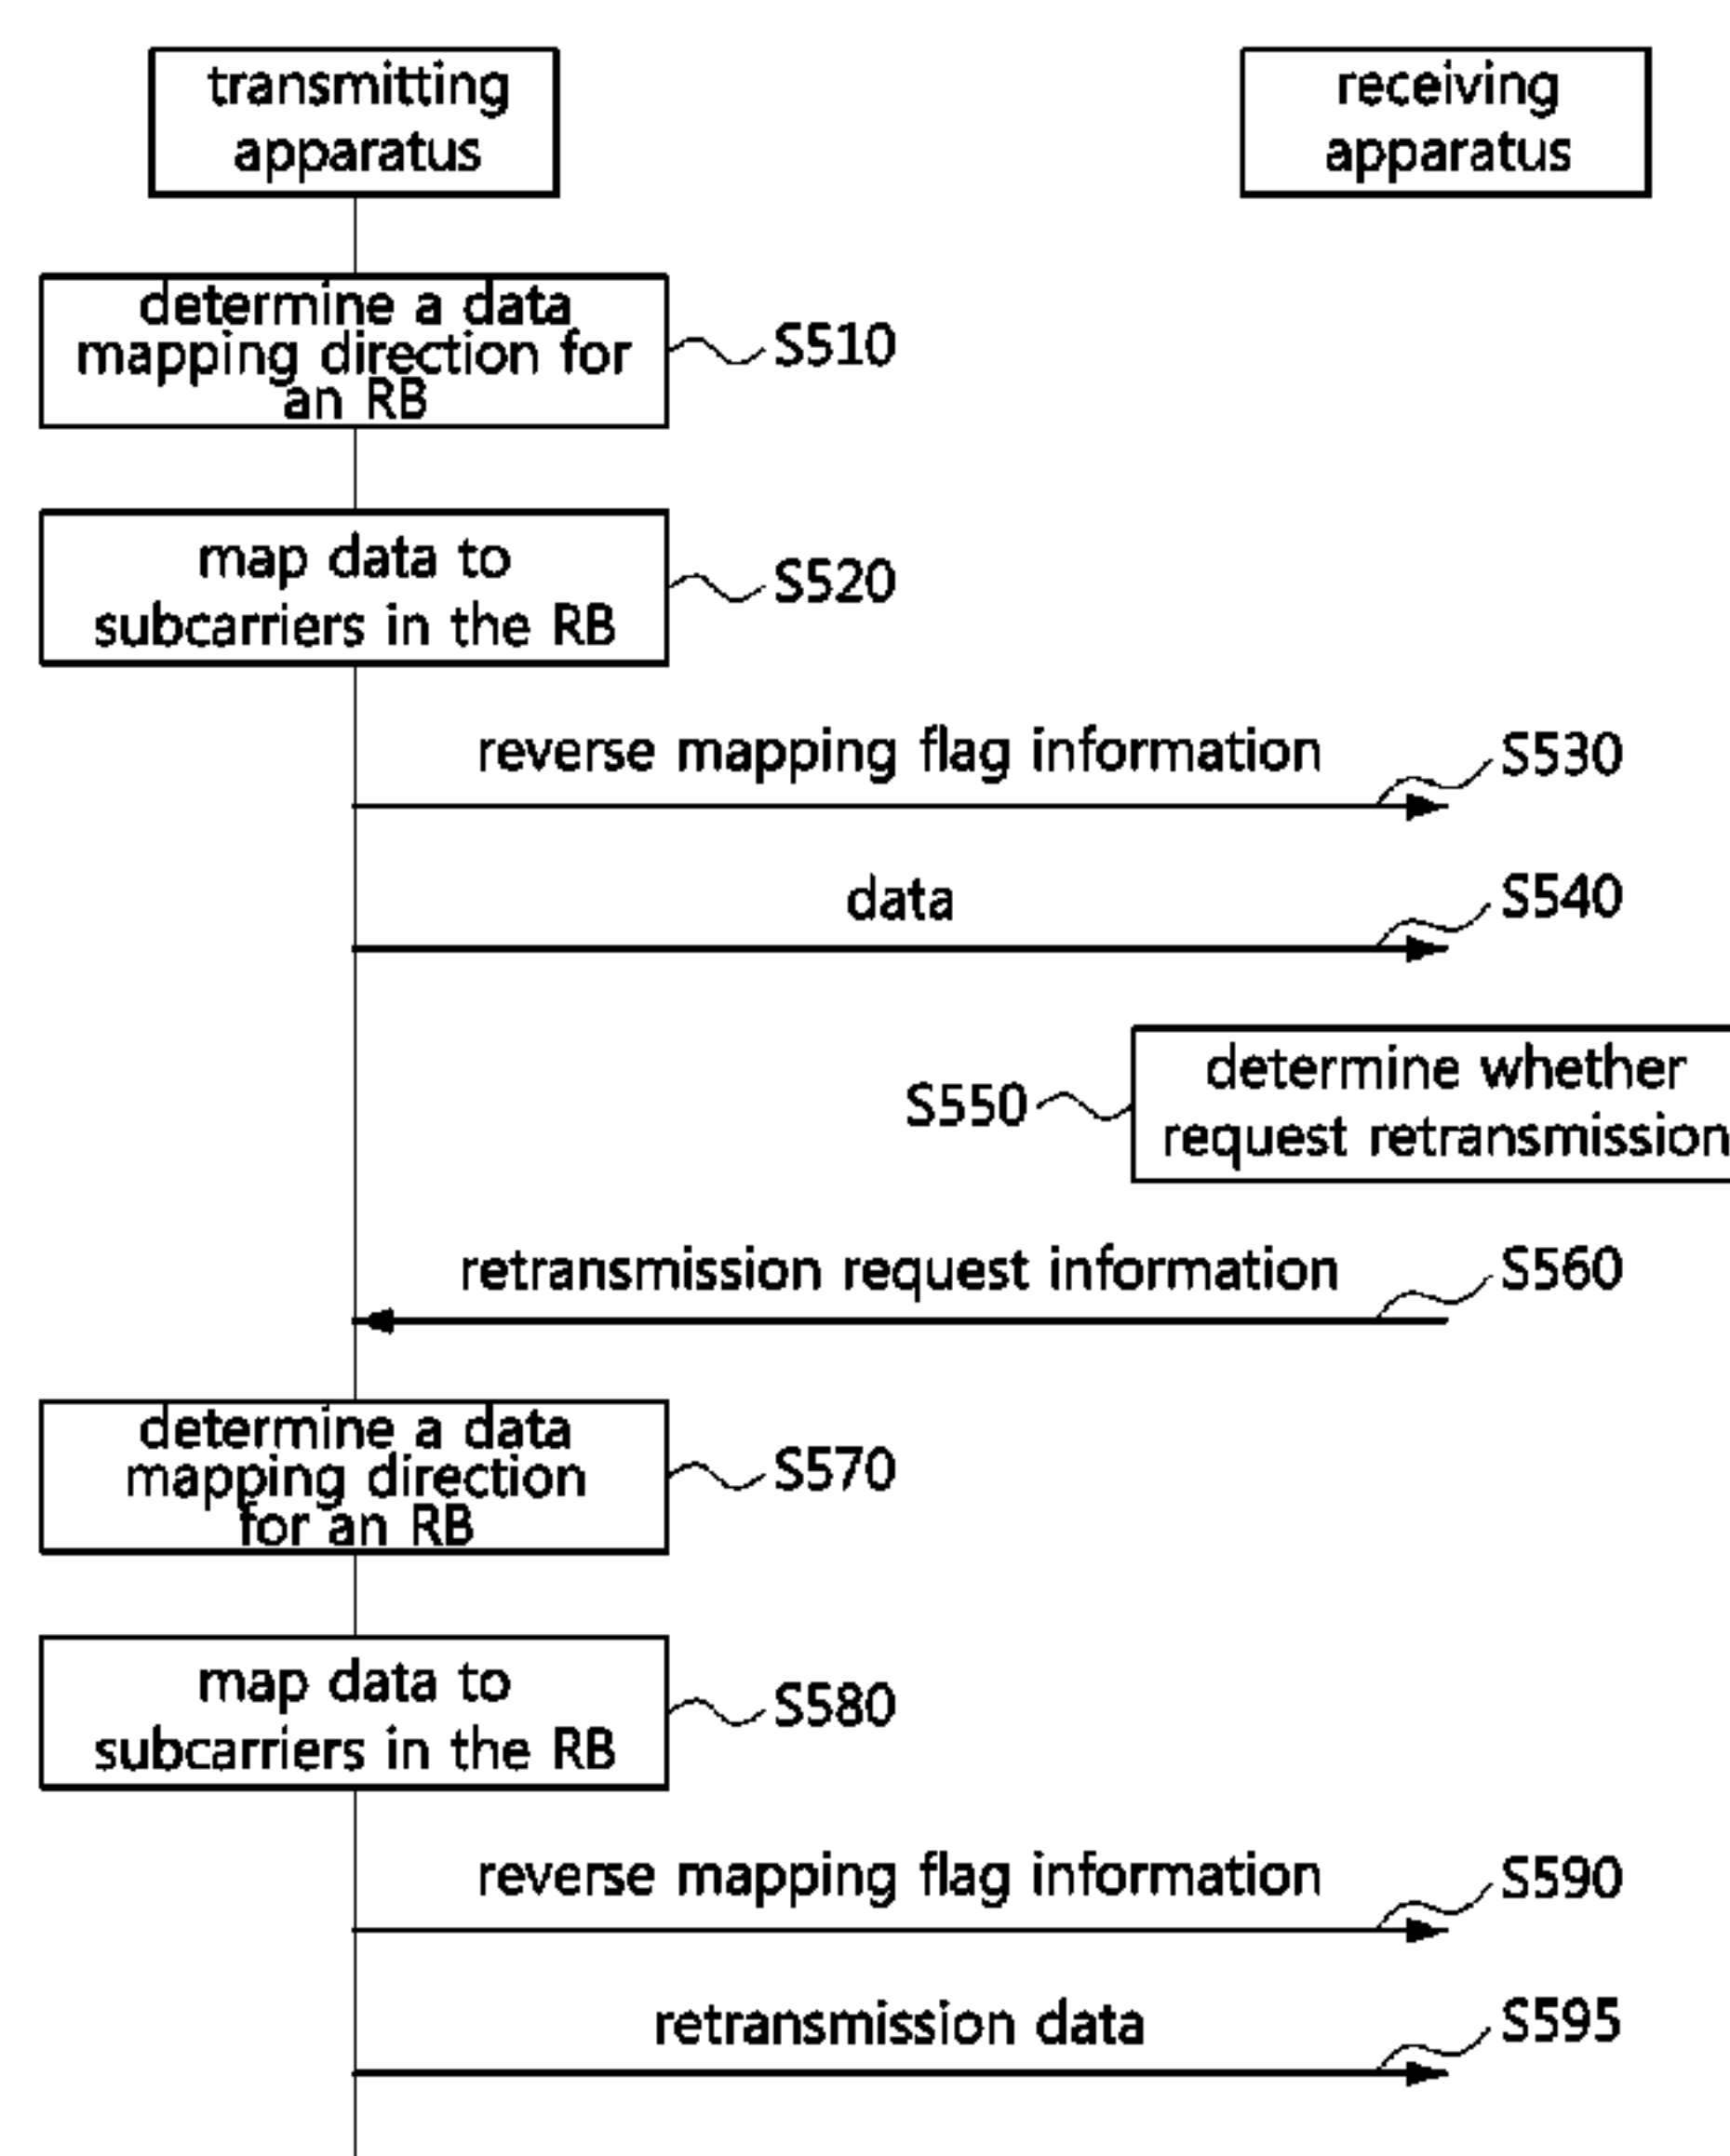 transmitting
apparatus
receiving
apparatus
determine a data
mapping direction for
an RB
S510
map data to
subcarriers in the RB
S520
reverse mapping flag information
S530
data
S540
determine whether
request retransmission
S550
retransmission request information
S560
determine a data
mapping direction
for an RB
S570
map data to
subcarriers in the RB
S580
reverse mapping flag information
S590
retransmission data
S595